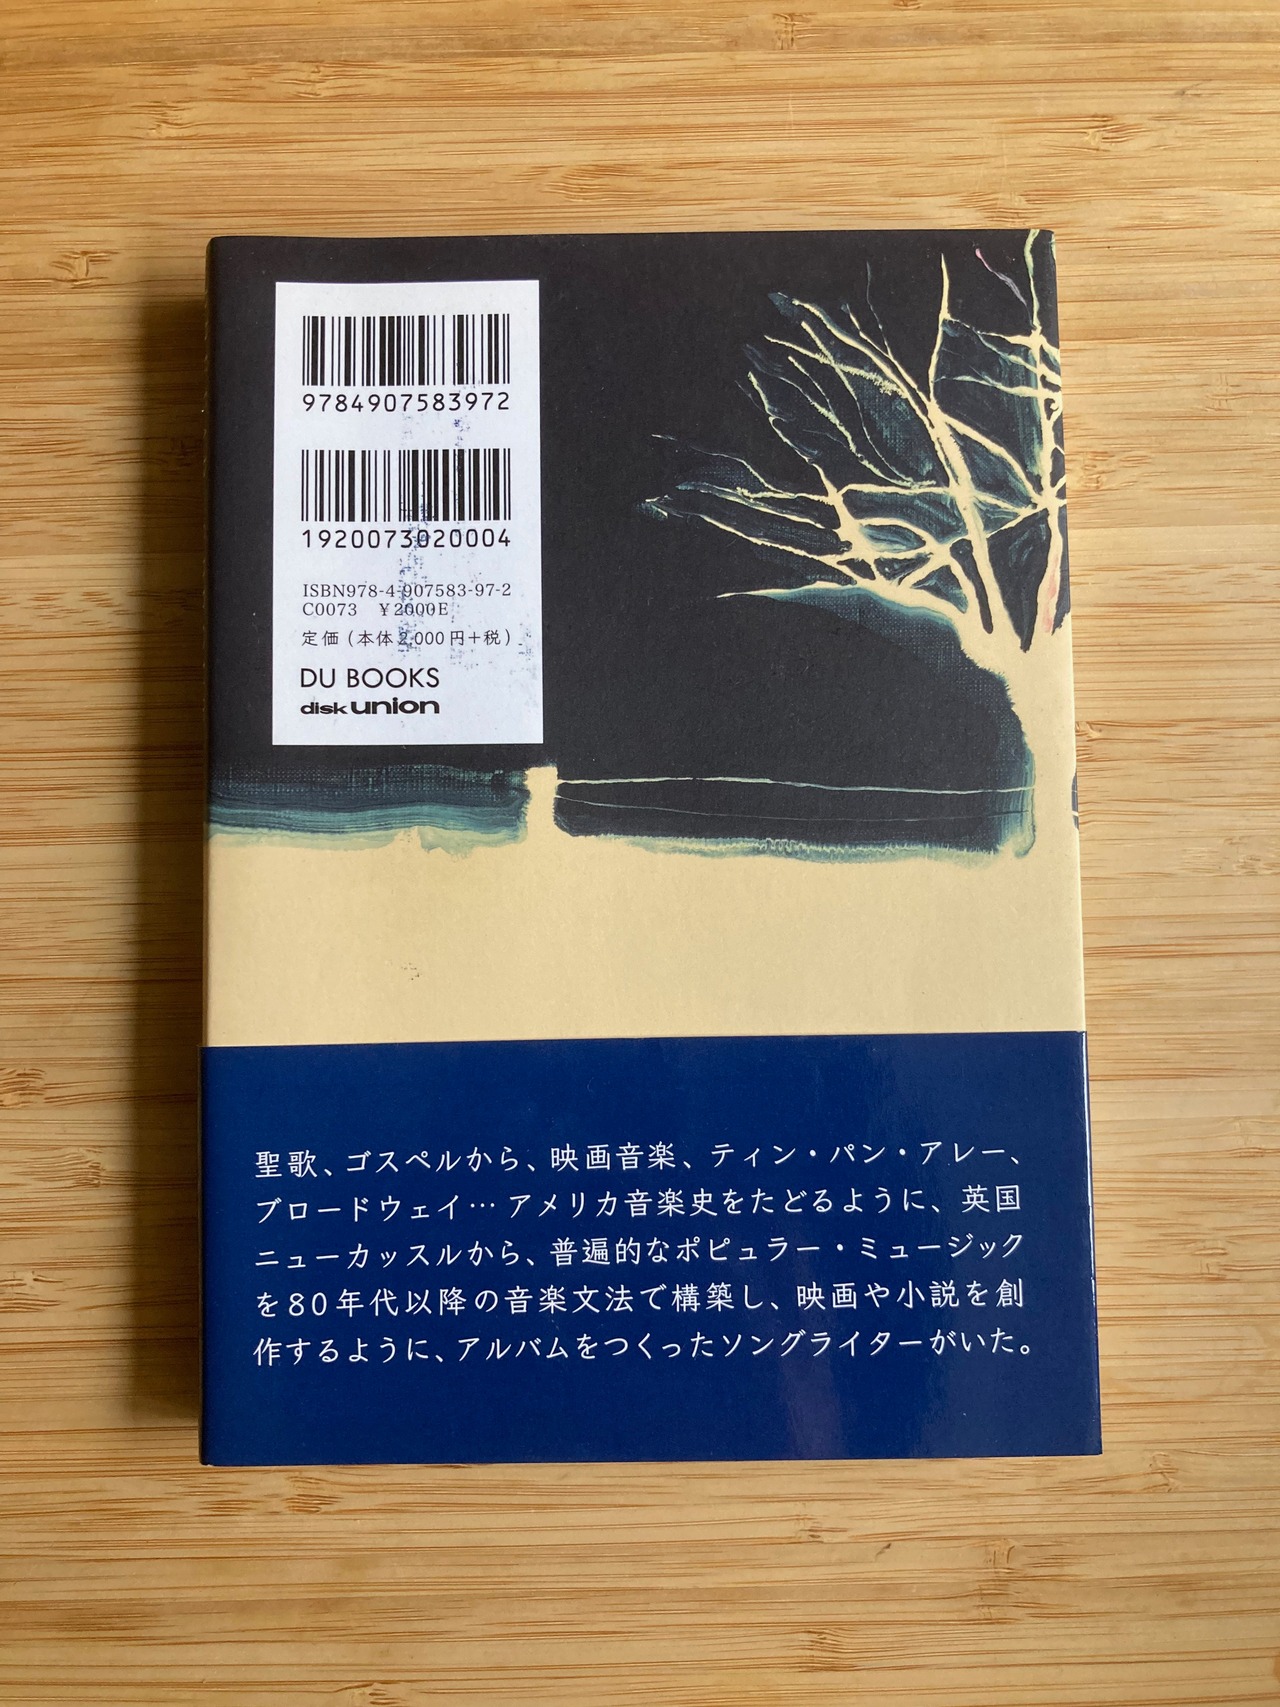 9784907583972
1920073020004
ISBN978-4-907583-97-2
C0073 ¥2000E
定価(本体2,000円+税)
DU BOOKS
disk union
聖歌、ゴスペルから、映画音楽、ティン・パン・アレー、
ブロードウェイ…アメリカ音楽史をたどるように、英国
ニューカッスルから、普遍的なポピュラー・ミュージック
を80年代以降の音楽文法で構築し、映画や小説を創
作するように、アルバムをつくったソングライターがいた。